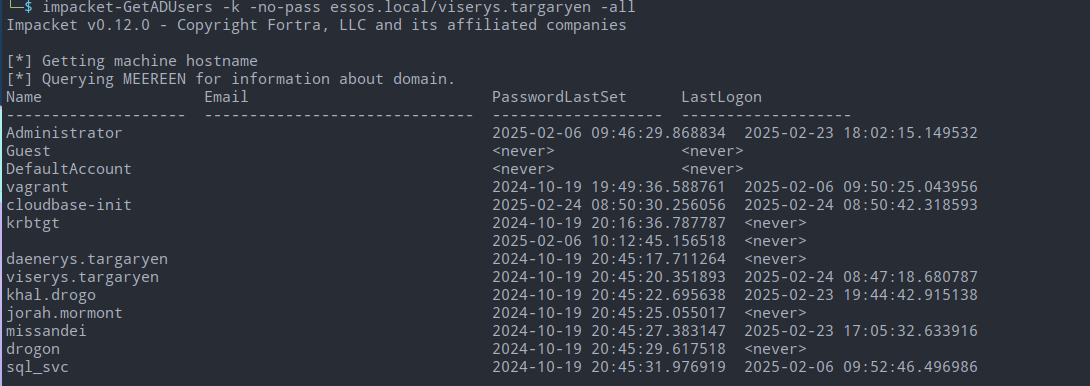 └─$ impacket-GetADUsers -k -no-pass essos.local/viserys.targaryen -all
Impacket v0.12.0 - Copyright Fortra, LLC and its affiliated companies

[*] Getting machine hostname
[*] Querying MEEREEN for information about domain.
Name                  Email                           PasswordLastSet      LastLogon
--------------------  ------------------------------  -------------------  -------------------
Administrator                                         2025-02-06 09:46:29.868834  2025-02-23 18:02:15.149532
Guest                                                 <never>              <never>
DefaultAccount                                        <never>              <never>
vagrant                                               2024-10-19 19:49:36.588761  2025-02-06 09:50:25.043956
cloudbase-init                                        2025-02-24 08:50:30.256056  2025-02-24 08:50:42.318593
krbtgt                                                2024-10-19 20:16:36.787787  <never>
                                                      2025-02-06 10:12:45.156518  <never>
daenerys.targaryen                                    2024-10-19 20:45:17.711264  <never>
viserys.targaryen                                     2024-10-19 20:45:20.351893  2025-02-24 08:47:18.680787
khal.drogo                                            2024-10-19 20:45:22.695638  2025-02-23 19:44:42.915138
jorah.mormont                                         2024-10-19 20:45:25.055017  <never>
missandei                                             2024-10-19 20:45:27.383147  2025-02-23 17:05:32.633916
drogon                                                2024-10-19 20:45:29.617518  <never>
sql_svc                                               2024-10-19 20:45:31.976919  2025-02-06 09:52:46.496986